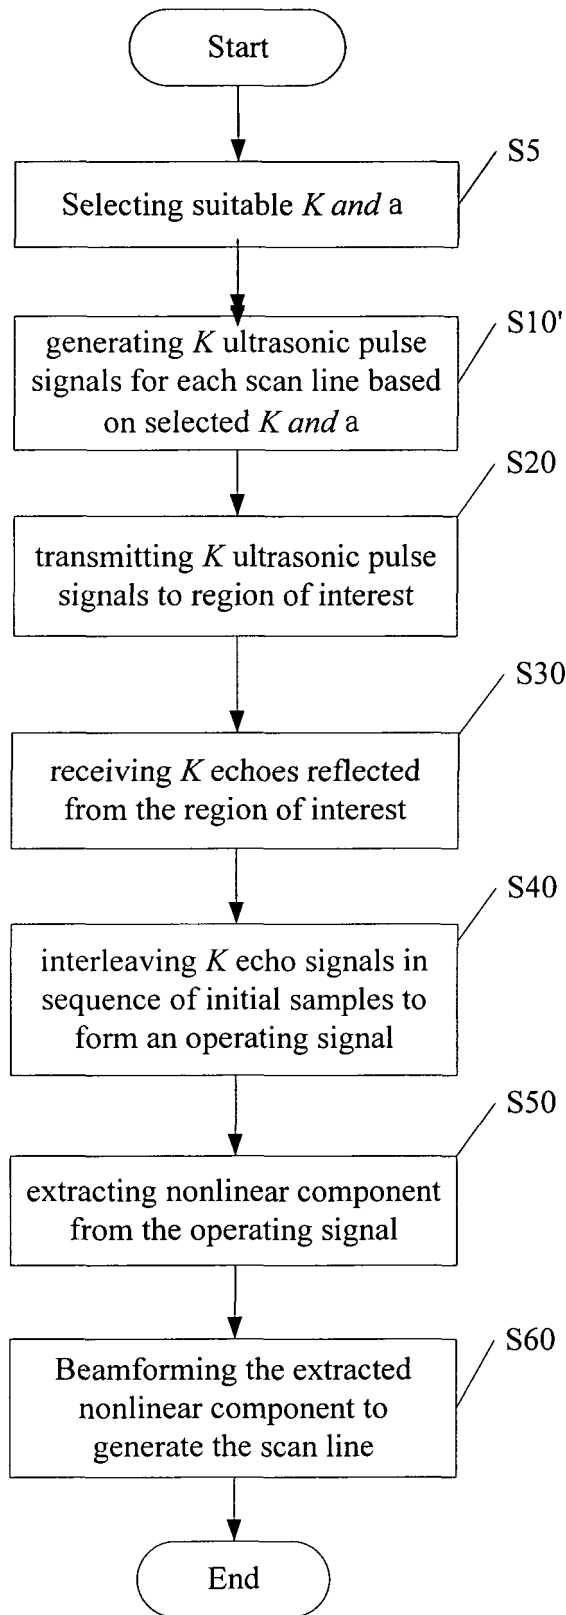 Start
S5
Selecting suitable K and a
S10'
generating K ultrasonic pulse
signals for each scan line based
on selected K and a
S20
transmitting K ultrasonic pulse
signals to region of interest
S30
receiving K echoes reflected
from the region of interest
S40
interleaving K echo signals in
sequence of initial samples to
form an operating signal
S50
extracting nonlinear component
from the operating signal
S60
Beamforming the extracted
nonlinear component to
generate the scan line
End